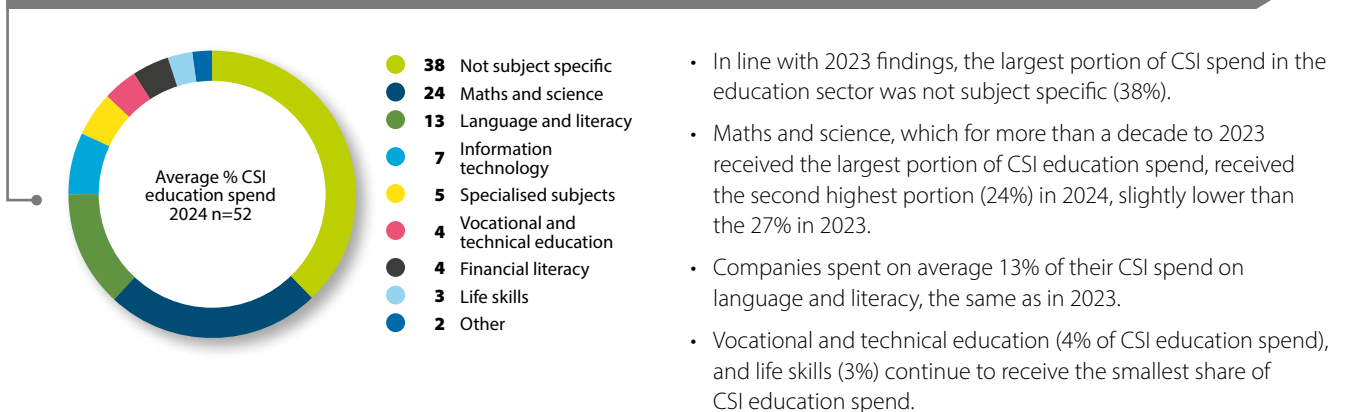 Average % CSI
education spend
2024 n=52
38 Not subject specific
24 Maths and science
13 Language and literacy
7 Information
technology
5 Specialised subjects
4 Vocational and
technical education
4 Financial literacy
3 Life skills
2 Other
• In line with 2023 findings, the largest portion of CSI spend in the
education sector was not subject specific (38%).
• Maths and science, which for more than a decade to 2023
received the largest portion of CSI education spend, received
the second highest portion (24%) in 2024, slightly lower than
the 27% in 2023.
• Companies spent on average 13% of their CSI spend on
language and literacy, the same as in 2023.
• Vocational and technical education (4% of CSI education spend),
and life skills (3%) continue to receive the smallest share of
CSI education spend.